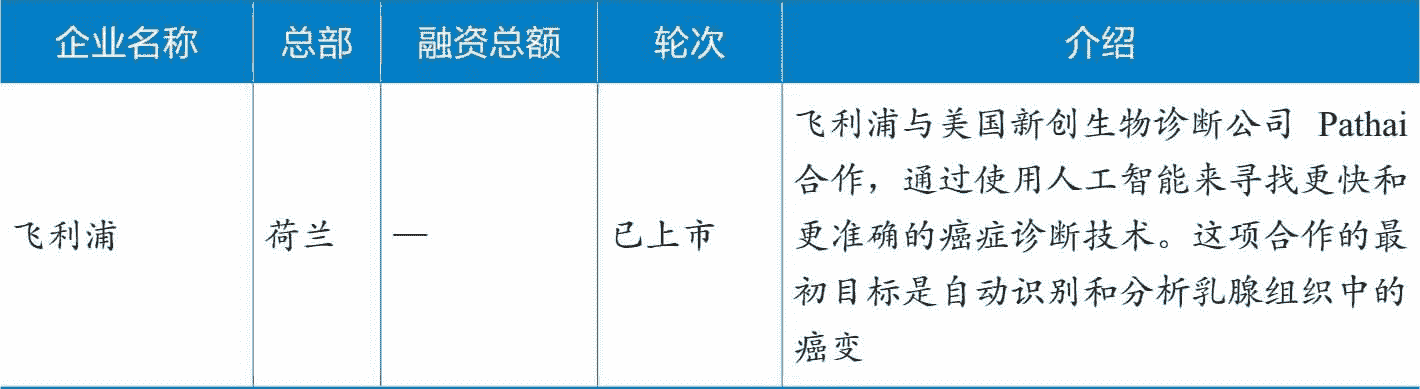 企业名称 总部 融资总额 轮次 介绍
飞利浦与美国新创生物诊断公司 Pathai
合作，通过使用人工智能来寻找更快和
飞利浦 荷兰 — 已上市 更准确的癌症诊断技术。这项合作的最
初目标是自动识别和分析乳腺组织中的
癌变